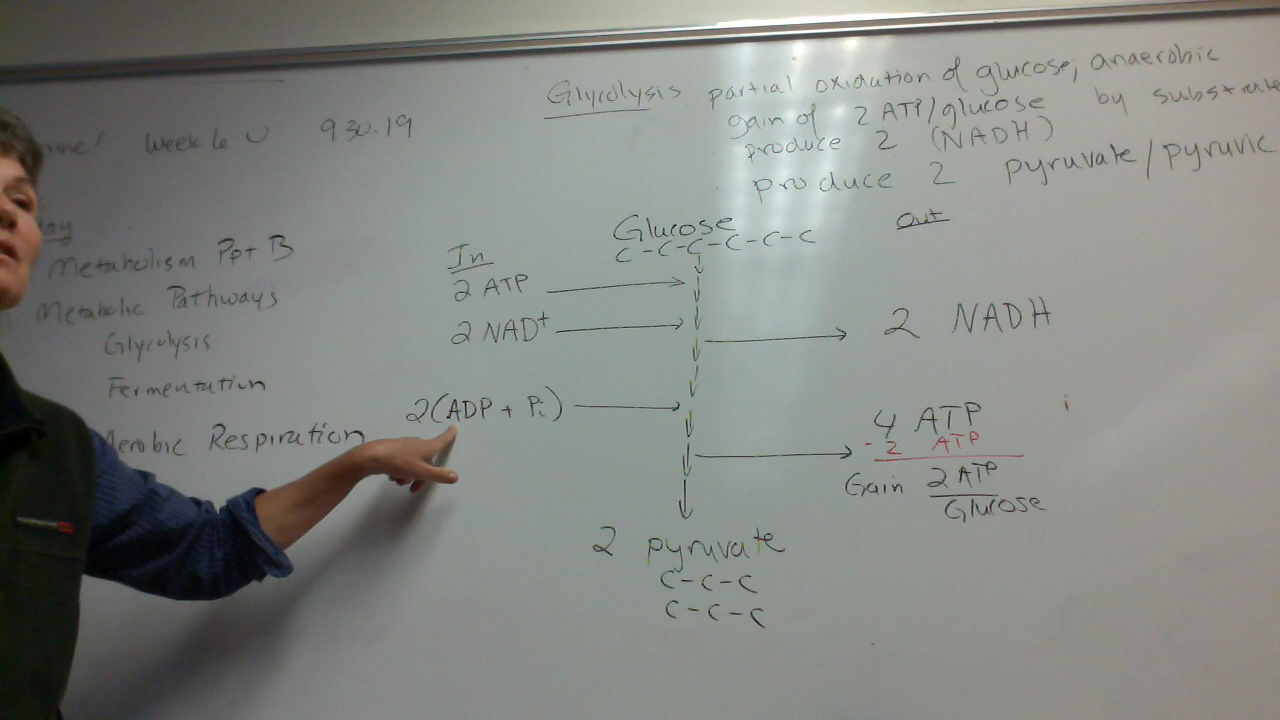 Glycolysis partial oxidation of glucose, anaerobic
gain of 2 ATP/glucose by substrate
produce 2 (NADH)
produce 2 pyruvate/pyruvic
Week 6 U 930.19
Metabolism Ppt B
Metabolic Pathways
Glycolysis
Fermentation
Aerobic Respiration
Glucose
C-C-C-C-C-C
In
Out
2 ATP
2 NAD+
2 NADH
2(ADP + Pi)
4 ATP
- 2 ATP
Gain 2 ATP
Glucose
2 pyruvate
C-C-C
C-C-C